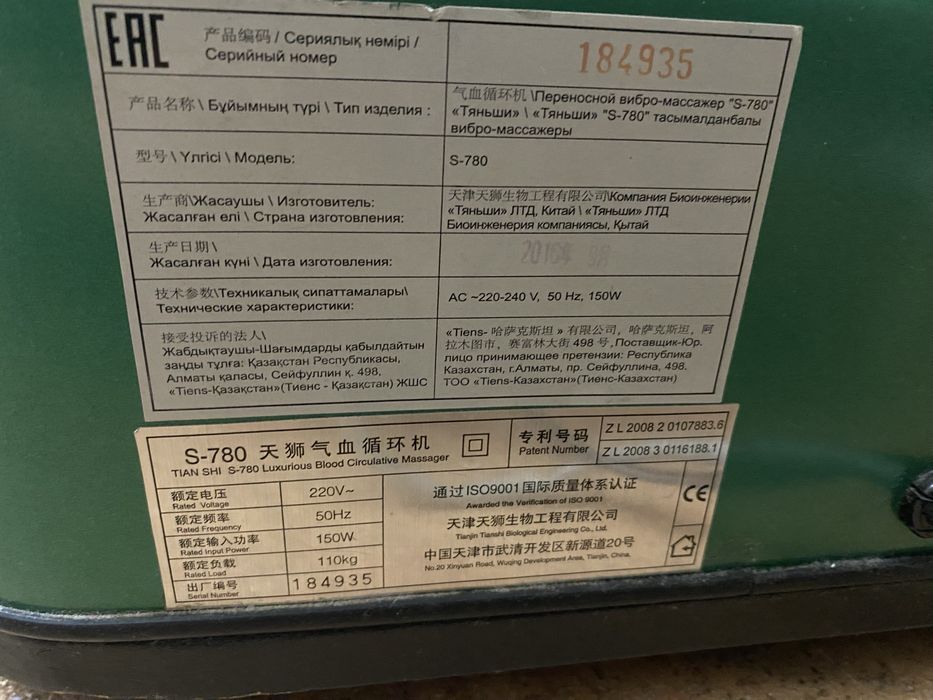 EAC
产品编码 / Сериялық нөмірі /
Серийный номер
184935
产品名称 \ Бұйымның түрі \ Тип изделия :
气血循环机 \Переносной вибро-массажер "S-780"
«Тяньши» \ «Тяньши» "S-780" тасымалданбалы
вибро-массажеры
型号 \ Үлгісі \ Модель:
S-780
生产商\Жасаушы \ Изготовитель:
Жасалған елі \ Страна изготовления:
天津天狮生物工程有限公司\Компания Биоинженерии
«Тяньши» ЛТД, Китай \ «Тяньши» ЛТД
Биоинженерия компаниясы, Қытай
生产日期 \
Жасалған күні \ Дата изготовления:
技术参数\Техникалық сипаттамалары\
Технические характеристики:
AC ~220-240 V, 50 Hz, 150W
接受投诉的法人\
Жабдықтаушы-Шағымдарды қабылдайтын
заңды тұлға: Қазақстан Республикасы,
Алматы қаласы, Сейфуллин қ. 498,
«Tiens-Қазақстан»(Тиенс - Қазақстан) ЖШС
«Tiens- 哈萨克斯坦 » 有限公司, 哈萨克斯坦, 阿
拉木图市, 赛富林大街 498 号 ,Поставщик-Юр.
лицо принимающее претензии: Республика
Казахстан, г.Алматы, пр. Сейфуллина, 498.
ТОО «Tiens-Казахстан»(Тиенс-Казахстан)
S-780 天狮气血循环机
TIAN SHI S-780 Luxurious Blood Circulative Massager
专利号码
Patent Number
Z L 2008 2 0107883.6
Z L 2008 3 0116188.1
额定电压
Rated Voltage
220V~
额定频率
Rated Frequency
50Hz
额定输入功率
Rated Input Power
150W
额定负载
Rated Load
110kg
出厂编号
Serial Number
184935
通过ISO9001国际质量体系认证
Awarded the Verification of ISO 9001
天津天狮生物工程有限公司
Tianjin Tianshi Biological Engineering Co., Ltd.
中国天津市武清开发区新源道20号
No.20 Xinyuan Road, Wuqing Development Area, Tianjin, China.
CE